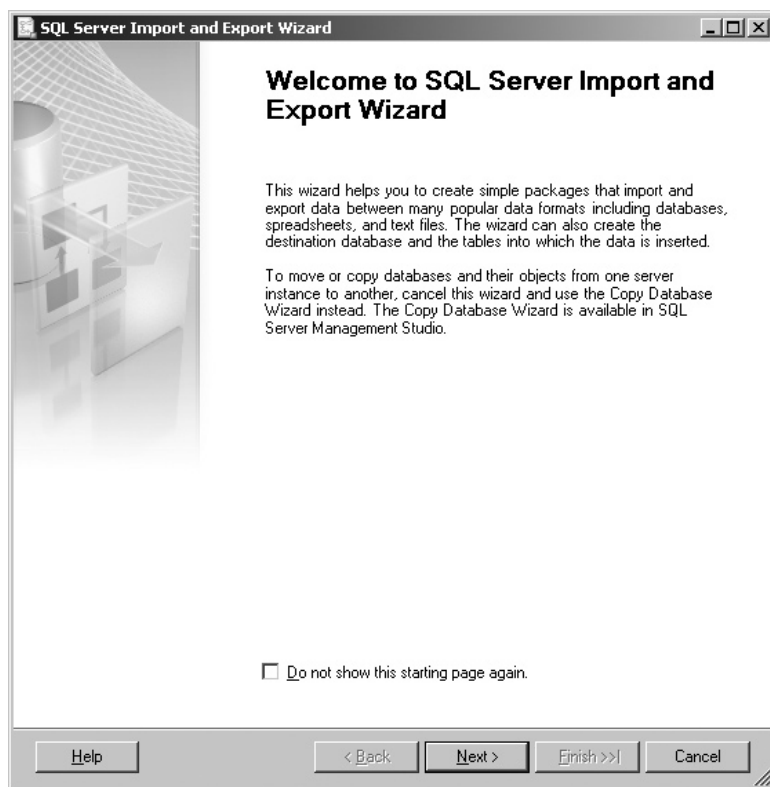 SQL Server Import and Export Wizard
Welcome to SQL Server Import and
Export Wizard
This wizard helps you to create simple packages that import and
export data between many popular data formats including databases,
spreadsheets, and text files. The wizard can also create the
destination database and the tables into which the data is inserted.
To move or copy databases and their objects from one server
instance to another, cancel this wizard and use the Copy Database
Wizard instead. The Copy Database Wizard is available in SQL
Server Management Studio.
Do not show this starting page again.
Help
< Back
Next >
Finish >>|
Cancel